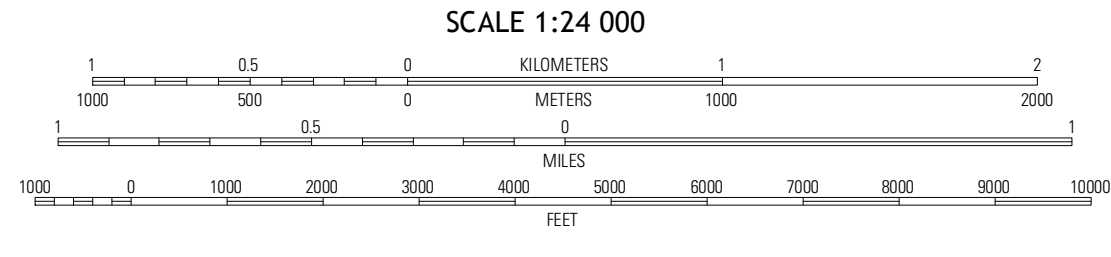 SCALE 1:24 000
1 0.5 0 KILOMETERS 1 2
1000 500 0 METERS 1000 2000
1 0.5 0 1
MILES
1000 0 1000 2000 3000 4000 5000 6000 7000 8000 9000 10000
FEET